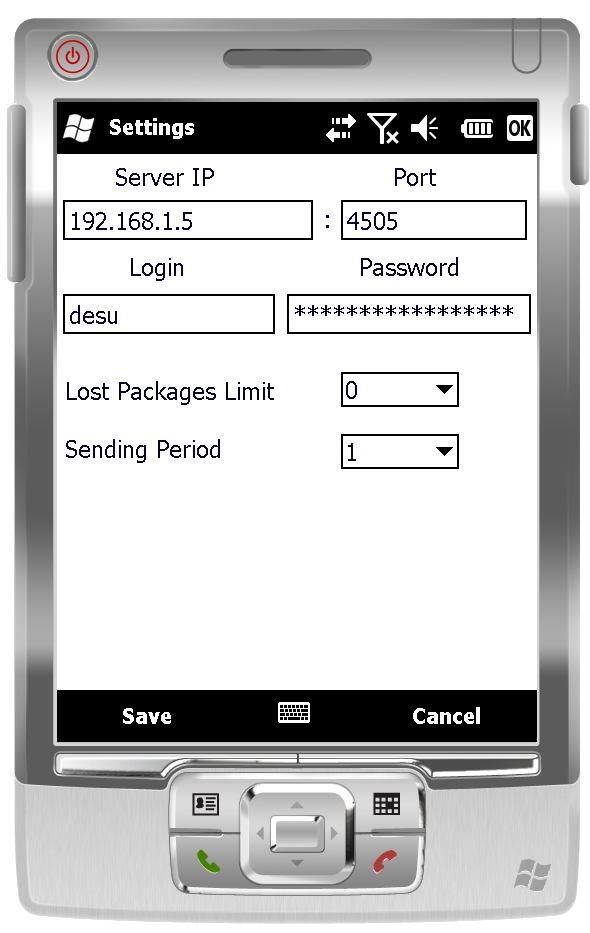 Settings OK
Server IP Port
192.168.1.5 : 4505
Login Password
desu *****************
Lost Packages Limit 0
Sending Period 1
Save Cancel